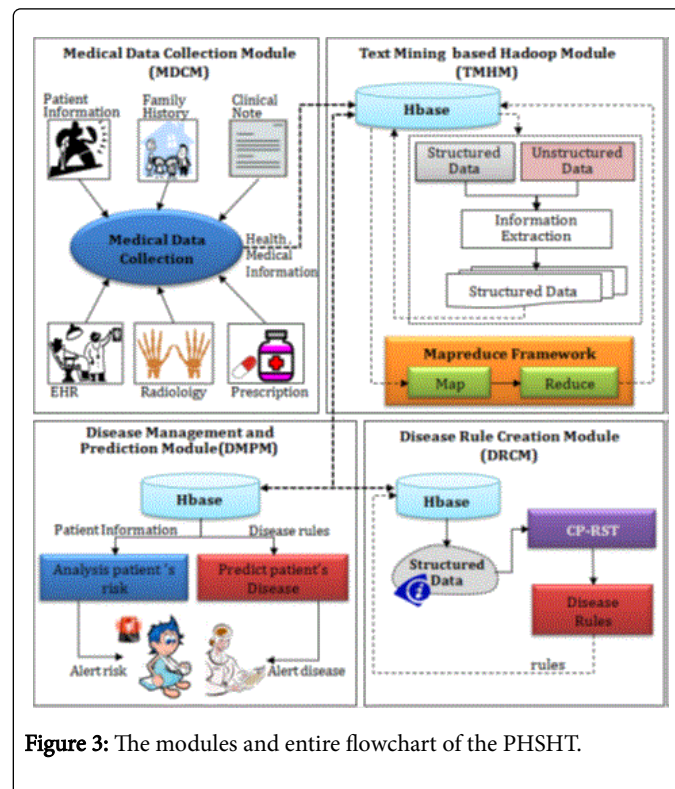 Medical Data Collection Module
(MDCM)
Patient
Information
Family
History
Clinical
Note
Medical Data
Collection
Health ,
Medical
Information
EHR
Radioloigy
Prescription
Text Mining based Hadoop Module
(TMHM)
Hbase
Structured
Data
Unstructured
Data
Information
Extraction
Structured Data
Mapreduce Framework
Map
Reduce
Disease Management and
Prediction Module(DMPM)
Hbase
Patient Information
Disease rules
Analysis patient 's
risk
Predict patient's
Disease
Alert risk
Alert disease
Disease Rule Creation Module
(DRCM)
Hbase
CP-RST
Structured
Data
Disease
Rules
rules
Figure 3: The modules and entire flowchart of the PHSHT.